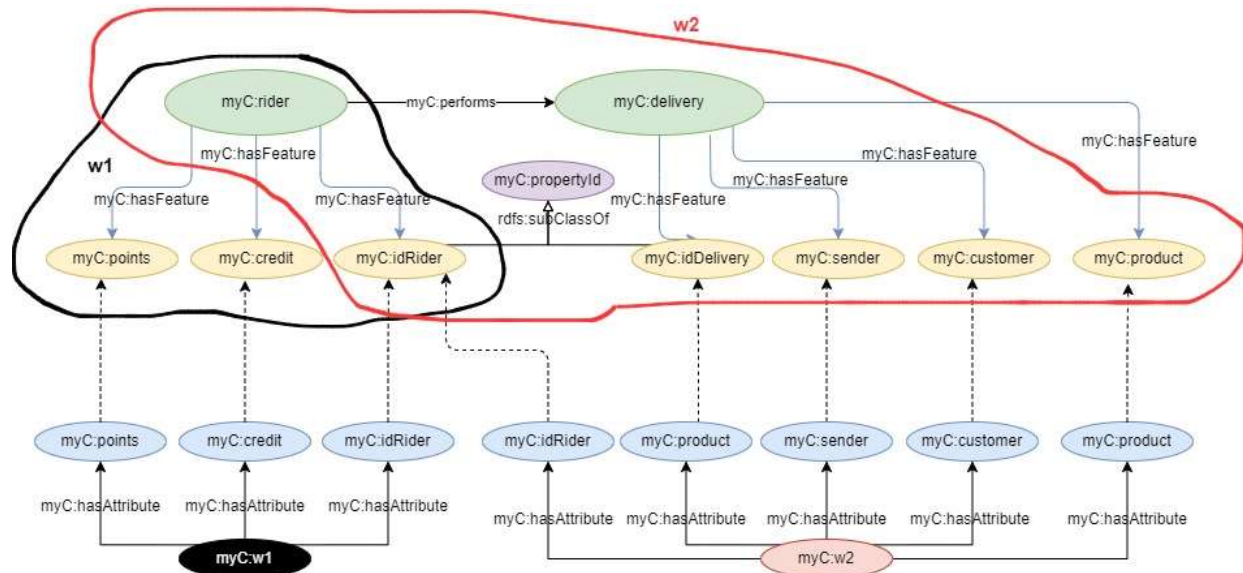 w2
myC:rider
myC:performs
myC:delivery
myC:hasFeature
w1
myC:hasFeature
myC:hasFeature
myC:propertyId
myC:hasFeature
myC:hasFeature
myC:hasFeature
myC:hasFeature
rdfs:subClassOf
myC:points
myC:credit
myC:idRider
myC:idDelivery
myC:sender
myC:customer
myC:product
myC:points
myC:credit
myC:idRider
myC:idRider
myC:product
myC:sender
myC:customer
myC:product
myC:hasAttribute
myC:hasAttribute
myC:hasAttribute
myC:hasAttribute
myC:hasAttribute
myC:hasAttribute
myC:hasAttribute
myC:hasAttribute
myC:w1
myC:w2